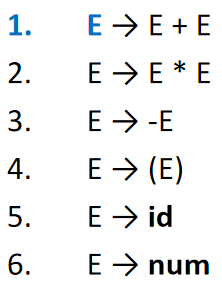 1. E → E + E
2. E → E * E
3. E → -E
4. E → (E)
5. E → id
6. E → num